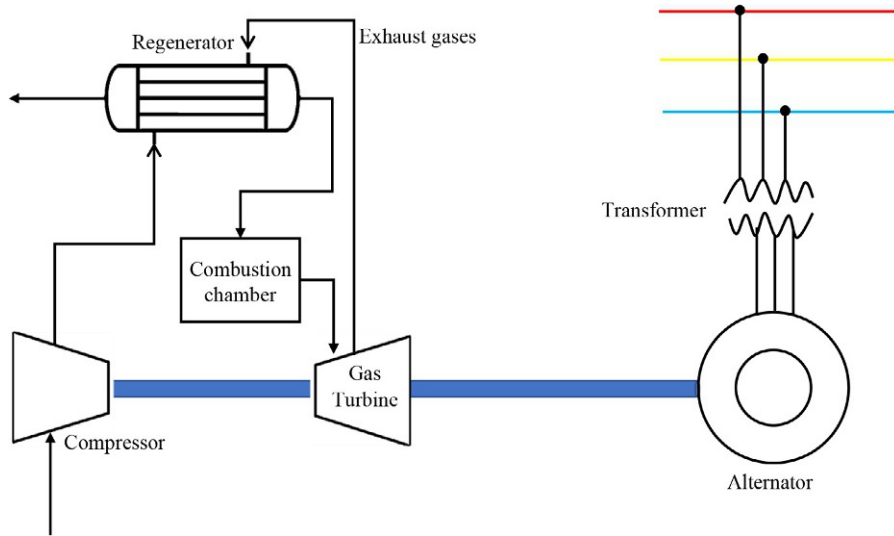 Regenerator
Exhaust gases
Transformer
Combustion
chamber
Gas
Turbine
Compressor
Alternator